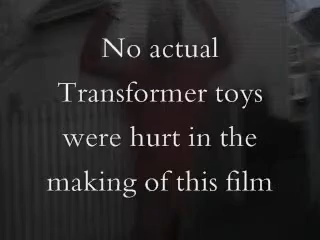 No actual
Transformer toys
were hurt in the
making of this film